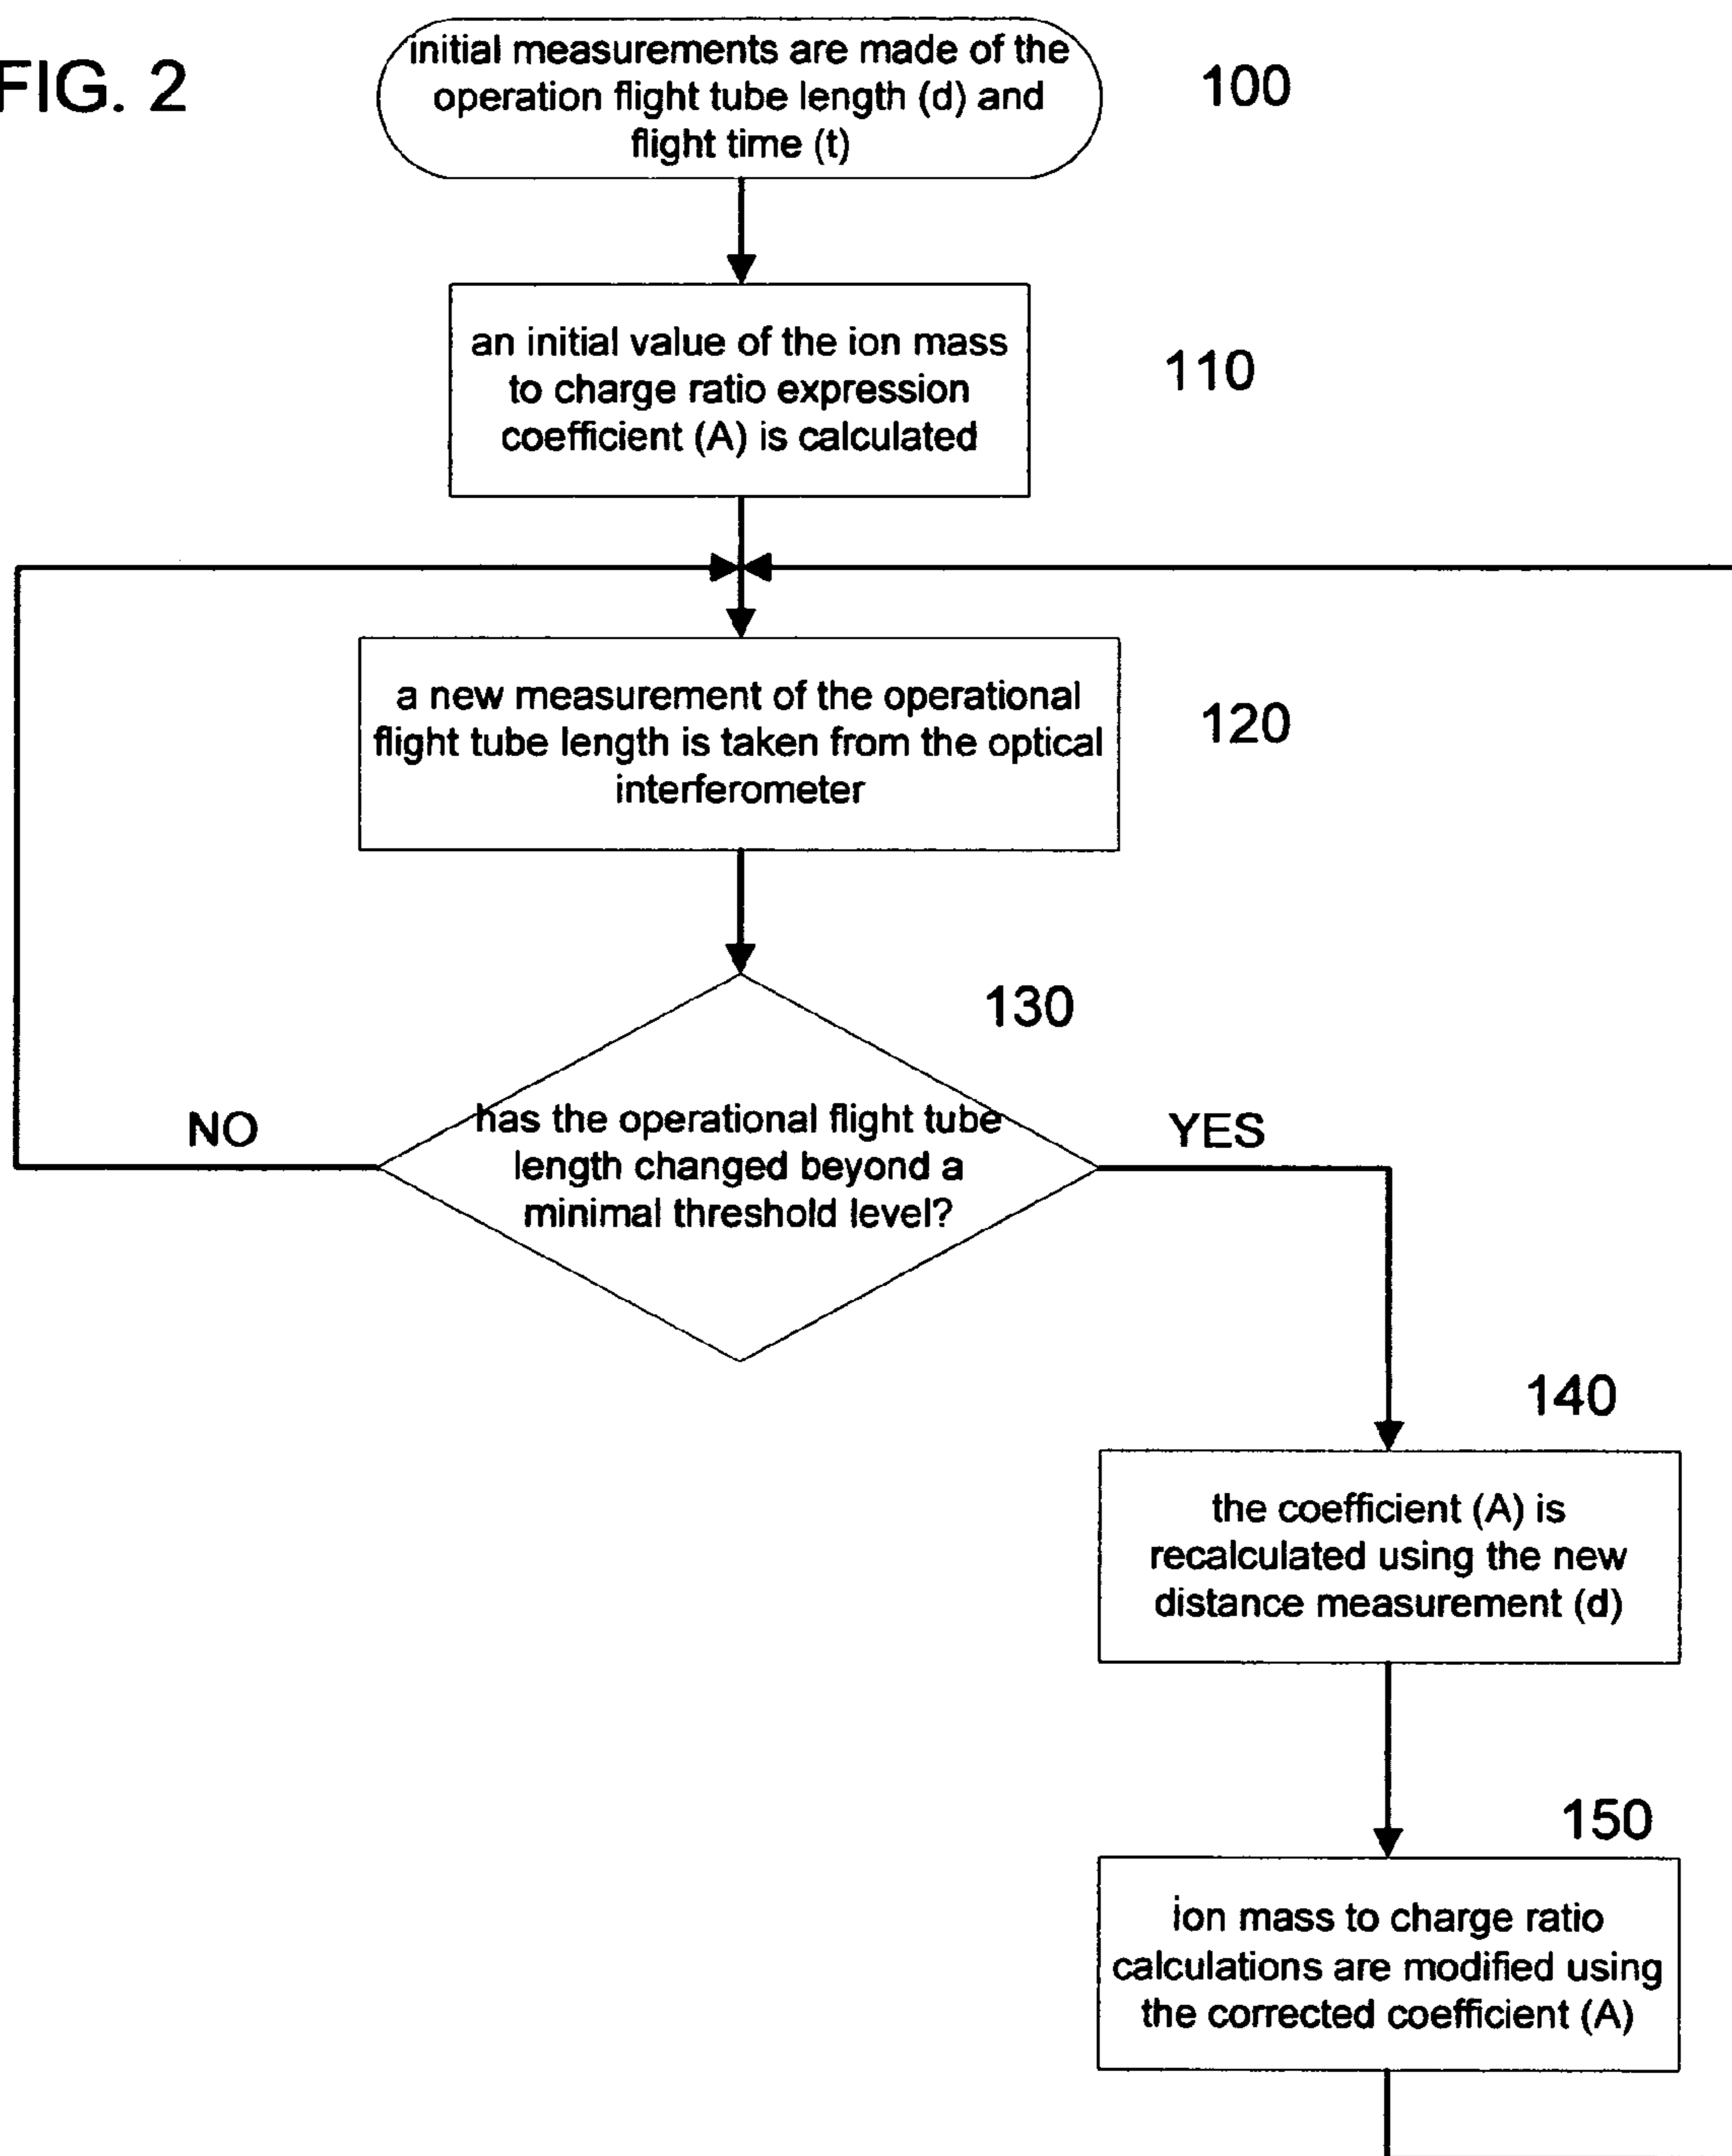 FIG. 2
initial measurements are made of the
operation flight tube length (d) and
flight time (t)
100
an initial value of the ion mass
to charge ratio expression
coefficient (A) is calculated
110
a new measurement of the operational
flight tube length is taken from the optical
interferometer
120
130
has the operational flight tube
length changed beyond a
minimal threshold level?
NO
YES
140
the coefficient (A) is
recalculated using the new
distance measurement (d)
150
ion mass to charge ratio
calculations are modified using
the corrected coefficient (A)